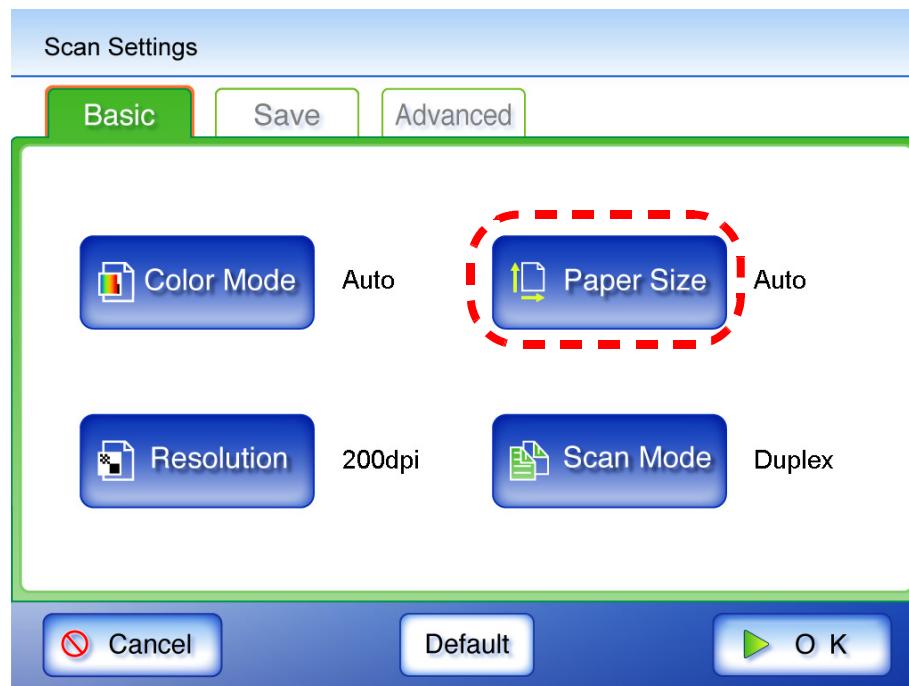 Scan Settings
Basic Save Advanced
Color Mode Auto Paper Size Auto
Resolution 200dpi Scan Mode Duplex
Cancel Default O K